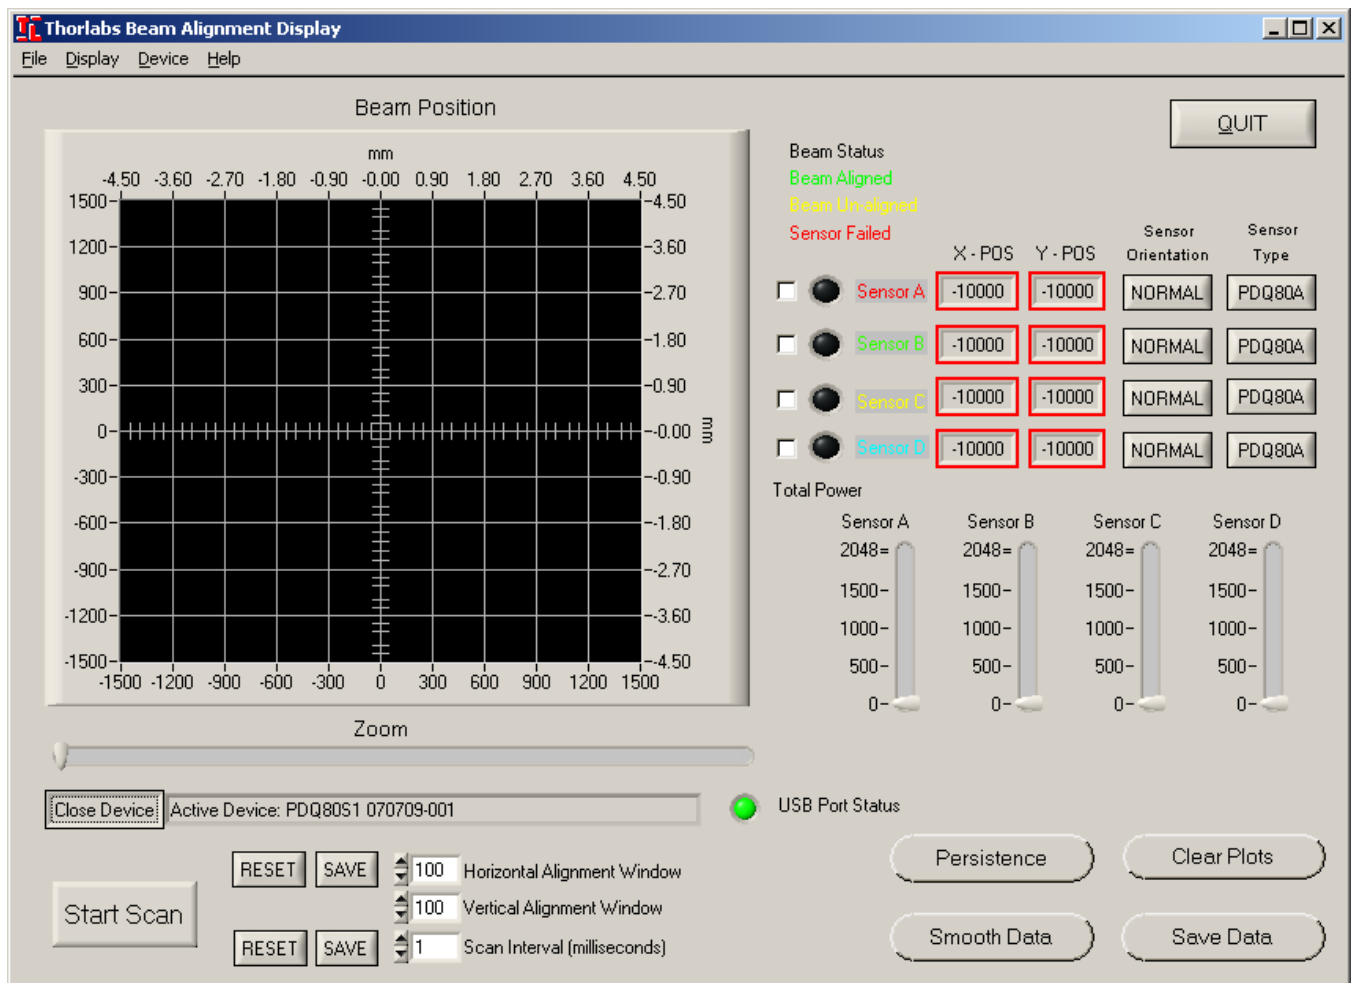 Thorlabs Beam Alignment Display
File Display Device Help
Beam Position
QUIT
mm
-4.50 -3.60 -2.70 -1.80 -0.90 -0.00 0.90 1.80 2.70 3.60 4.50
1500 -4.50
1200 -3.60
900 -2.70
600 -1.80
300 -0.90
0 -0.00 mm
-300 -0.90
-600 -1.80
-900 -2.70
-1200 -3.60
-1500 -4.50
-1500 -1200 -900 -600 -300 0 300 600 900 1200 1500
Beam Status
Beam Aligned
Beam Un-aligned
Sensor Failed
X - POS Y - POS Sensor Orientation Sensor Type
Sensor A -10000 -10000 NORMAL PDQ80A
Sensor B -10000 -10000 NORMAL PDQ80A
Sensor C -10000 -10000 NORMAL PDQ80A
Sensor D -10000 -10000 NORMAL PDQ80A
Total Power
Sensor A Sensor B Sensor C Sensor D
2048= 2048= 2048= 2048=
1500- 1500- 1500- 1500-
1000- 1000- 1000- 1000-
500- 500- 500- 500-
0- 0- 0- 0-
Zoom
Close Device Active Device: PDQ80S1 070709-001
USB Port Status
Start Scan
RESET SAVE 100 Horizontal Alignment Window
100 Vertical Alignment Window
RESET SAVE 1 Scan Interval (milliseconds)
Persistence Clear Plots
Smooth Data Save Data